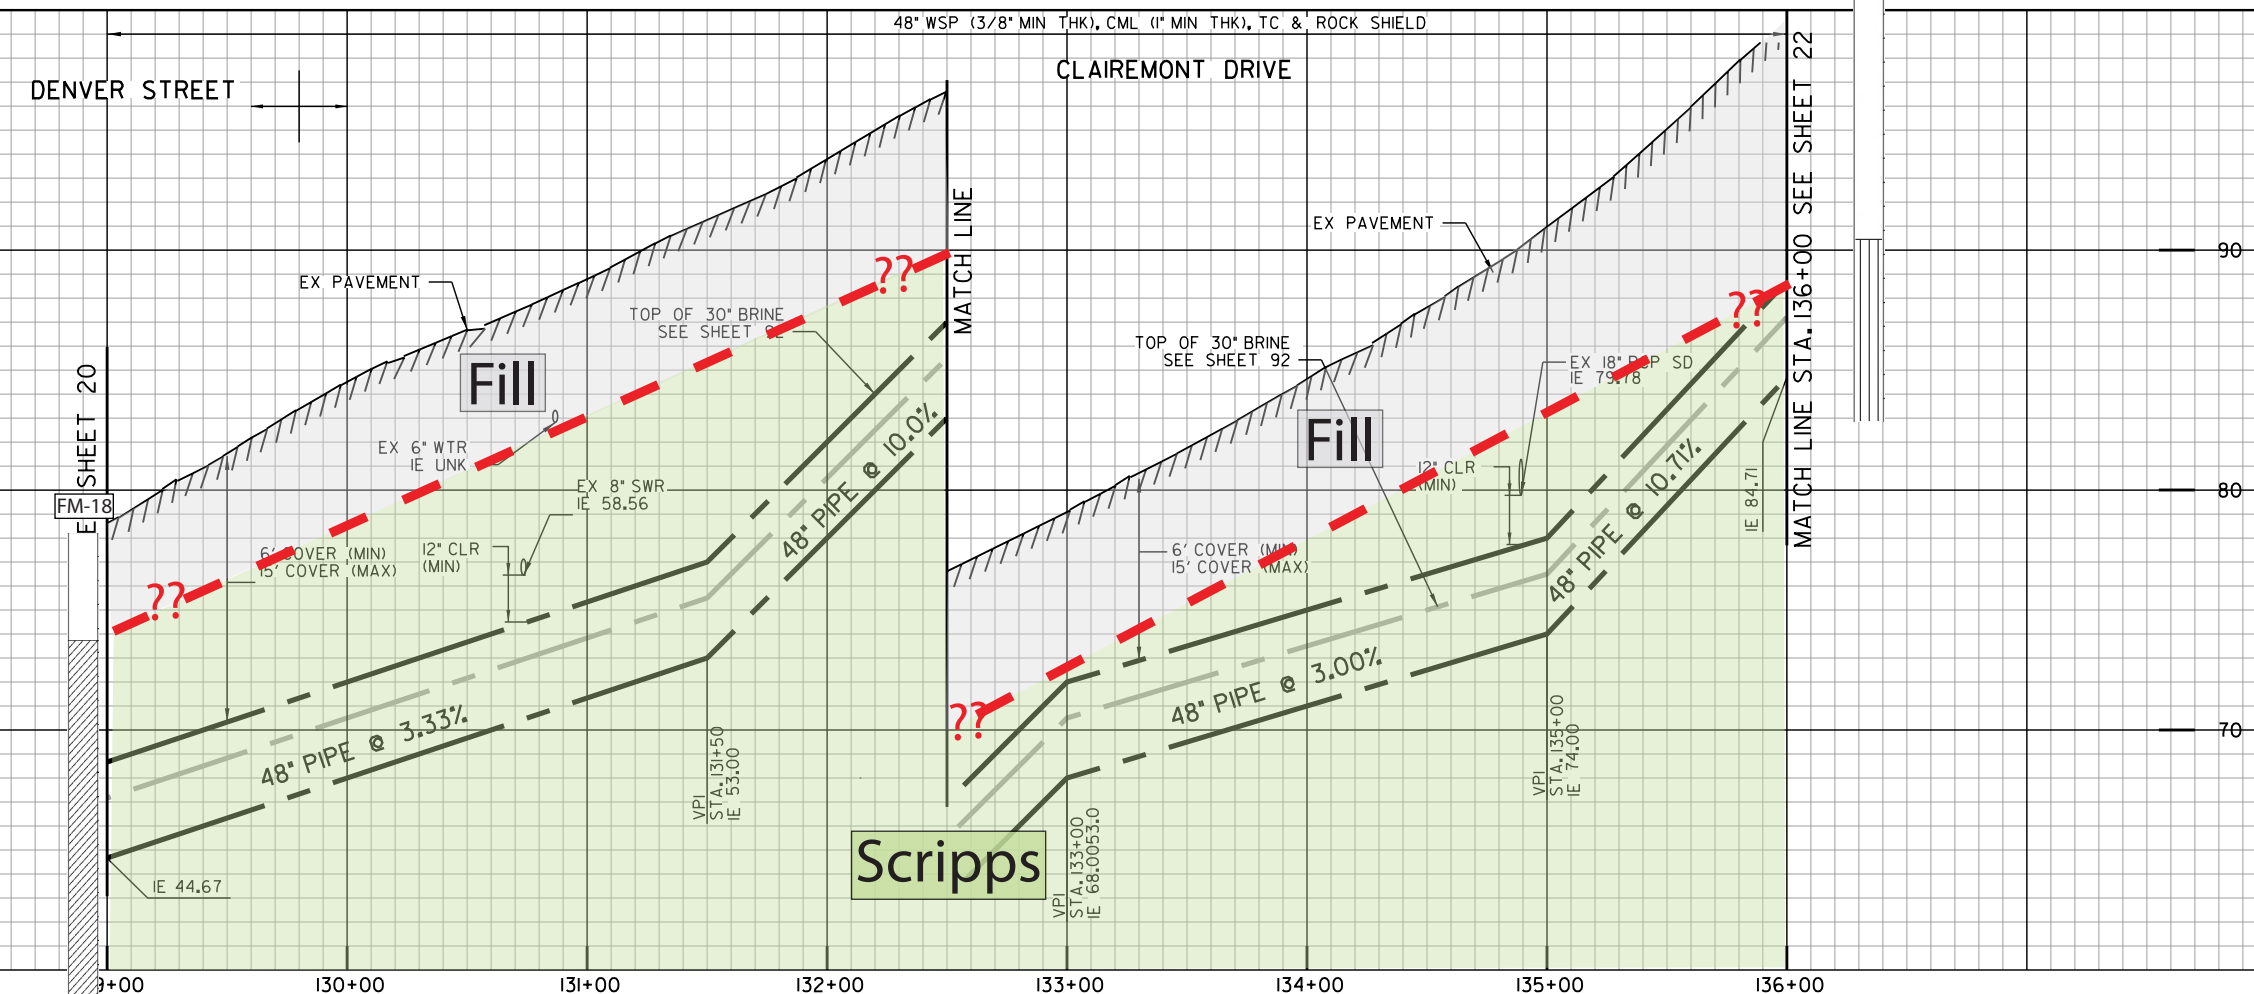 48" WSP (3/8" MIN THK), CML (1" MIN THK), TC & ROCK SHIELD
DENVER STREET
CLAIREMONT DRIVE
EX PAVEMENT
EX PAVEMENT
MATCH LINE
MATCH LINE STA.136+00 SEE SHEET 22
90
??
??
TOP OF 30" BRINE
SEE SHEET
TOP OF 30" BRINE
SEE SHEET 92
EX 18" RCP SD
IE 79.78
Fill
Fill
E SHEET 20
FM-18
EX 6" WTR
IE UNK
EX 8" SWR
IE 58.56
12" CLR
(MIN)
80
6' COVER (MIN)
15' COVER (MAX)
12" CLR
(MIN)
6' COVER (MIN)
15' COVER (MAX)
??
??
48" PIPE @ 10.0%
48" PIPE @ 10.71%
IE 84.71
48" PIPE @ 3.33%
48" PIPE @ 3.00%
70
VPI
STA.131+50
IE 53.00
VPI
STA.135+00
IE 74.00
VPI
STA.133+00
IE 68.0053.0
Scripps
IE 44.67
9+00
130+00
131+00
132+00
133+00
134+00
135+00
136+00